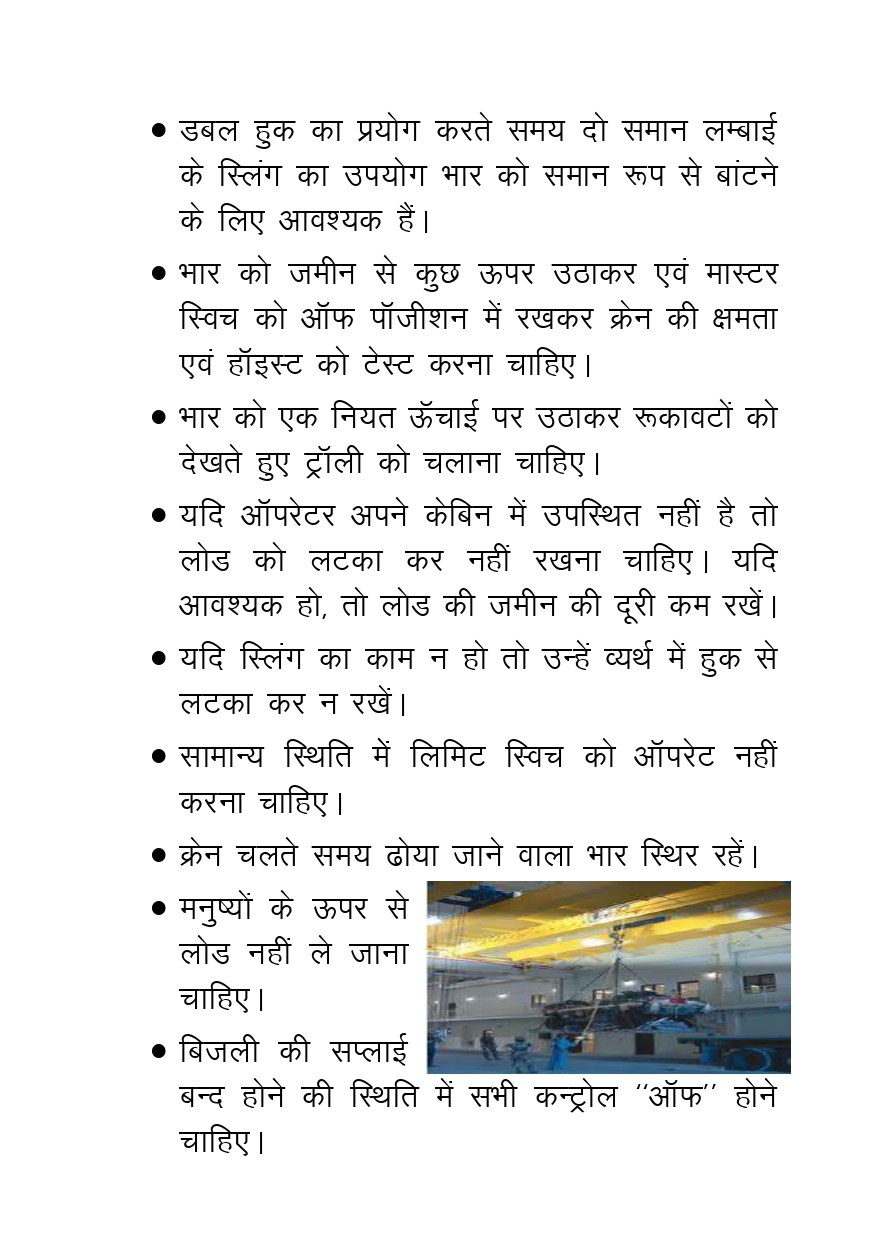 • डबल हुक का प्रयोग करते समय दो समान लम्बाई
के स्लिंग का उपयोग भार को समान रूप से बांटने
के लिए आवश्यक हैं।
• भार को जमीन से कुछ ऊपर उठाकर एवं मास्टर
स्विच को ऑफ पॉजीशन में रखकर क्रेन की क्षमता
एवं हॉइस्ट को टेस्ट करना चाहिए।
• भार को एक नियत ऊँचाई पर उठाकर रूकावटों को
देखते हुए ट्रॉली को चलाना चाहिए।
• यदि ऑपरेटर अपने केबिन में उपस्थित नहीं है तो
लोड को लटका कर नहीं रखना चाहिए। यदि
आवश्यक हो, तो लोड की जमीन की दूरी कम रखें।
• यदि स्लिंग का काम न हो तो उन्हें व्यर्थ में हुक से
लटका कर न रखें।
• सामान्य स्थिति में लिमिट स्विच को ऑपरेट नहीं
करना चाहिए।
• क्रेन चलते समय ढोया जाने वाला भार स्थिर रहें।
• मनुष्यों के ऊपर से
लोड नहीं ले जाना
चाहिए।
• बिजली की सप्लाई
बन्द होने की स्थिति में सभी कन्ट्रोल ‘‘ऑफ’’ होने
चाहिए।